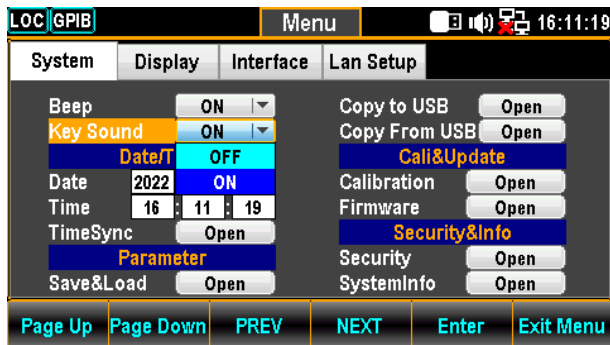 LOC GPIB Menu 16:11:19
System Display Interface Lan Setup
Beep ON Copy to USB Open
Key Sound ON Copy From USB Open
Date/T OFF Cali&Update
Date 2022 ON Calibration Open
Time 16 : 11 : 19 Firmware Open
TimeSync Open Security&Info
Parameter Security Open
Save&Load Open SystemInfo Open
Page Up Page Down PREV NEXT Enter Exit Menu